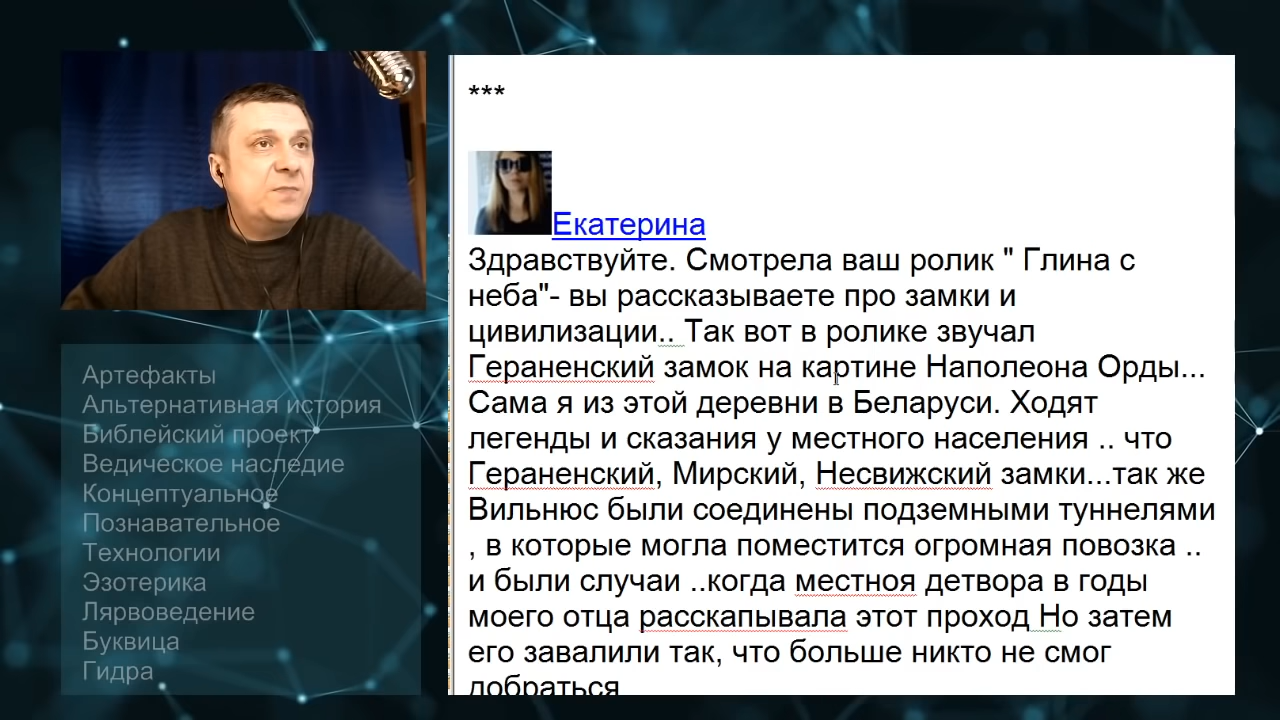 ***
Екатерина
Здравствуйте. Смотрела ваш ролик " Глина с
неба"- вы рассказываете про замки и
цивилизации.. Так вот в ролике звучал
Гераненский замок на картине Наполеона Орды...
Сама я из этой деревни в Беларуси. Ходят
легенды и сказания у местного населения .. что
Гераненский, Мирский, Несвижский замки...так же
Вильнюс были соединены подземными туннелями
, в которые могла поместится огромная повозка ..
и были случаи ..когда местноя детвора в годы
моего отца расскапывала этот проход Но затем
его завалили так, что больше никто не смог
добраться
Артефакты
Альтернативная история
Библейский проект
Ведическое наследие
Концептуальное
Познавательное
Технологии
Эзотерика
Лярвоведение
Буквица
Гидра